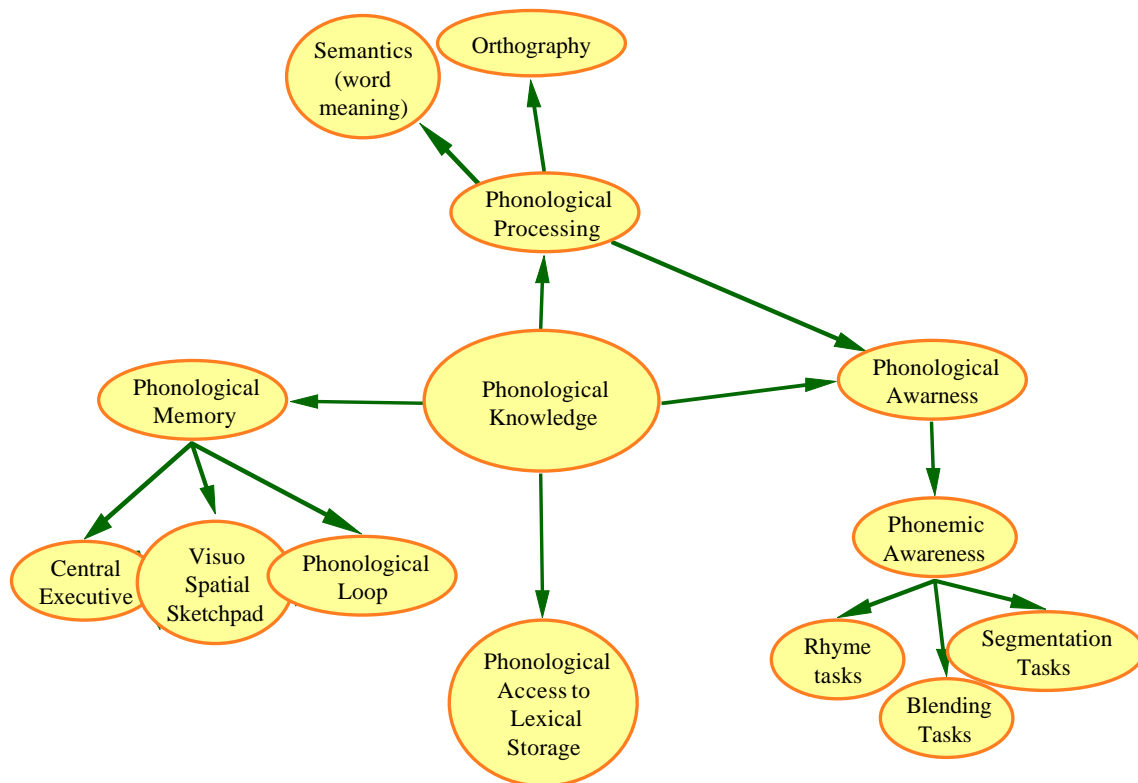 Semantics
(word
meaning)
Orthography
Phonological
Processing
Phonological
Memory
Phonological
Knowledge
Phonological
Awarness
Central
Executive
Visuo
Spatial
Sketchpad
Phonological
Loop
Phonemic
Awareness
Phonological
Access to
Lexical
Storage
Rhyme
tasks
Blending
Tasks
Segmentation
Tasks